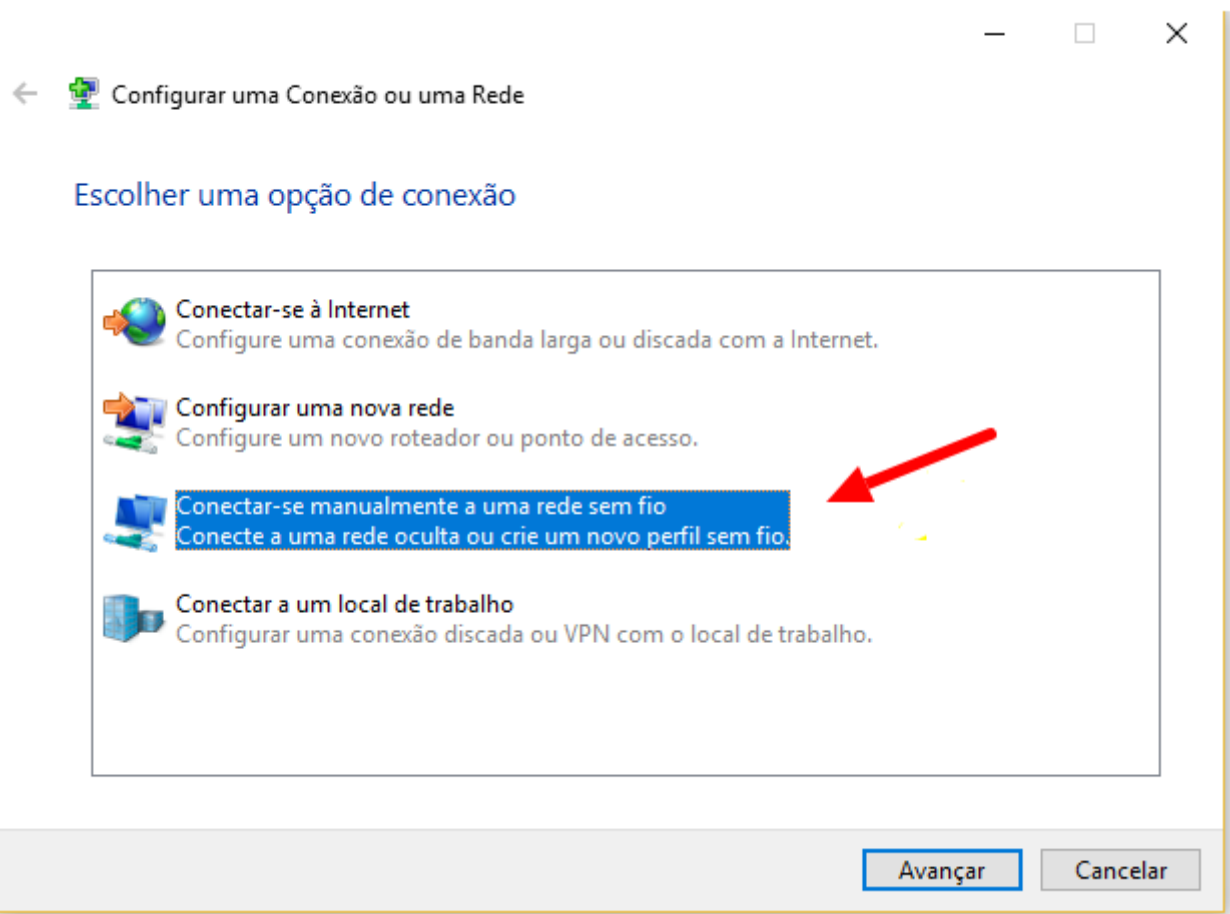 Configurar uma Conexão ou uma Rede
Escolher uma opção de conexão
Conectar-se à Internet
Configure uma conexão de banda larga ou discada com a Internet.
Configurar uma nova rede
Configure um novo roteador ou ponto de acesso.
Conectar-se manualmente a uma rede sem fio
Conecte a uma rede oculta ou crie um novo perfil sem fio.
Conectar a um local de trabalho
Configurar uma conexão discada ou VPN com o local de trabalho.
Avançar
Cancelar